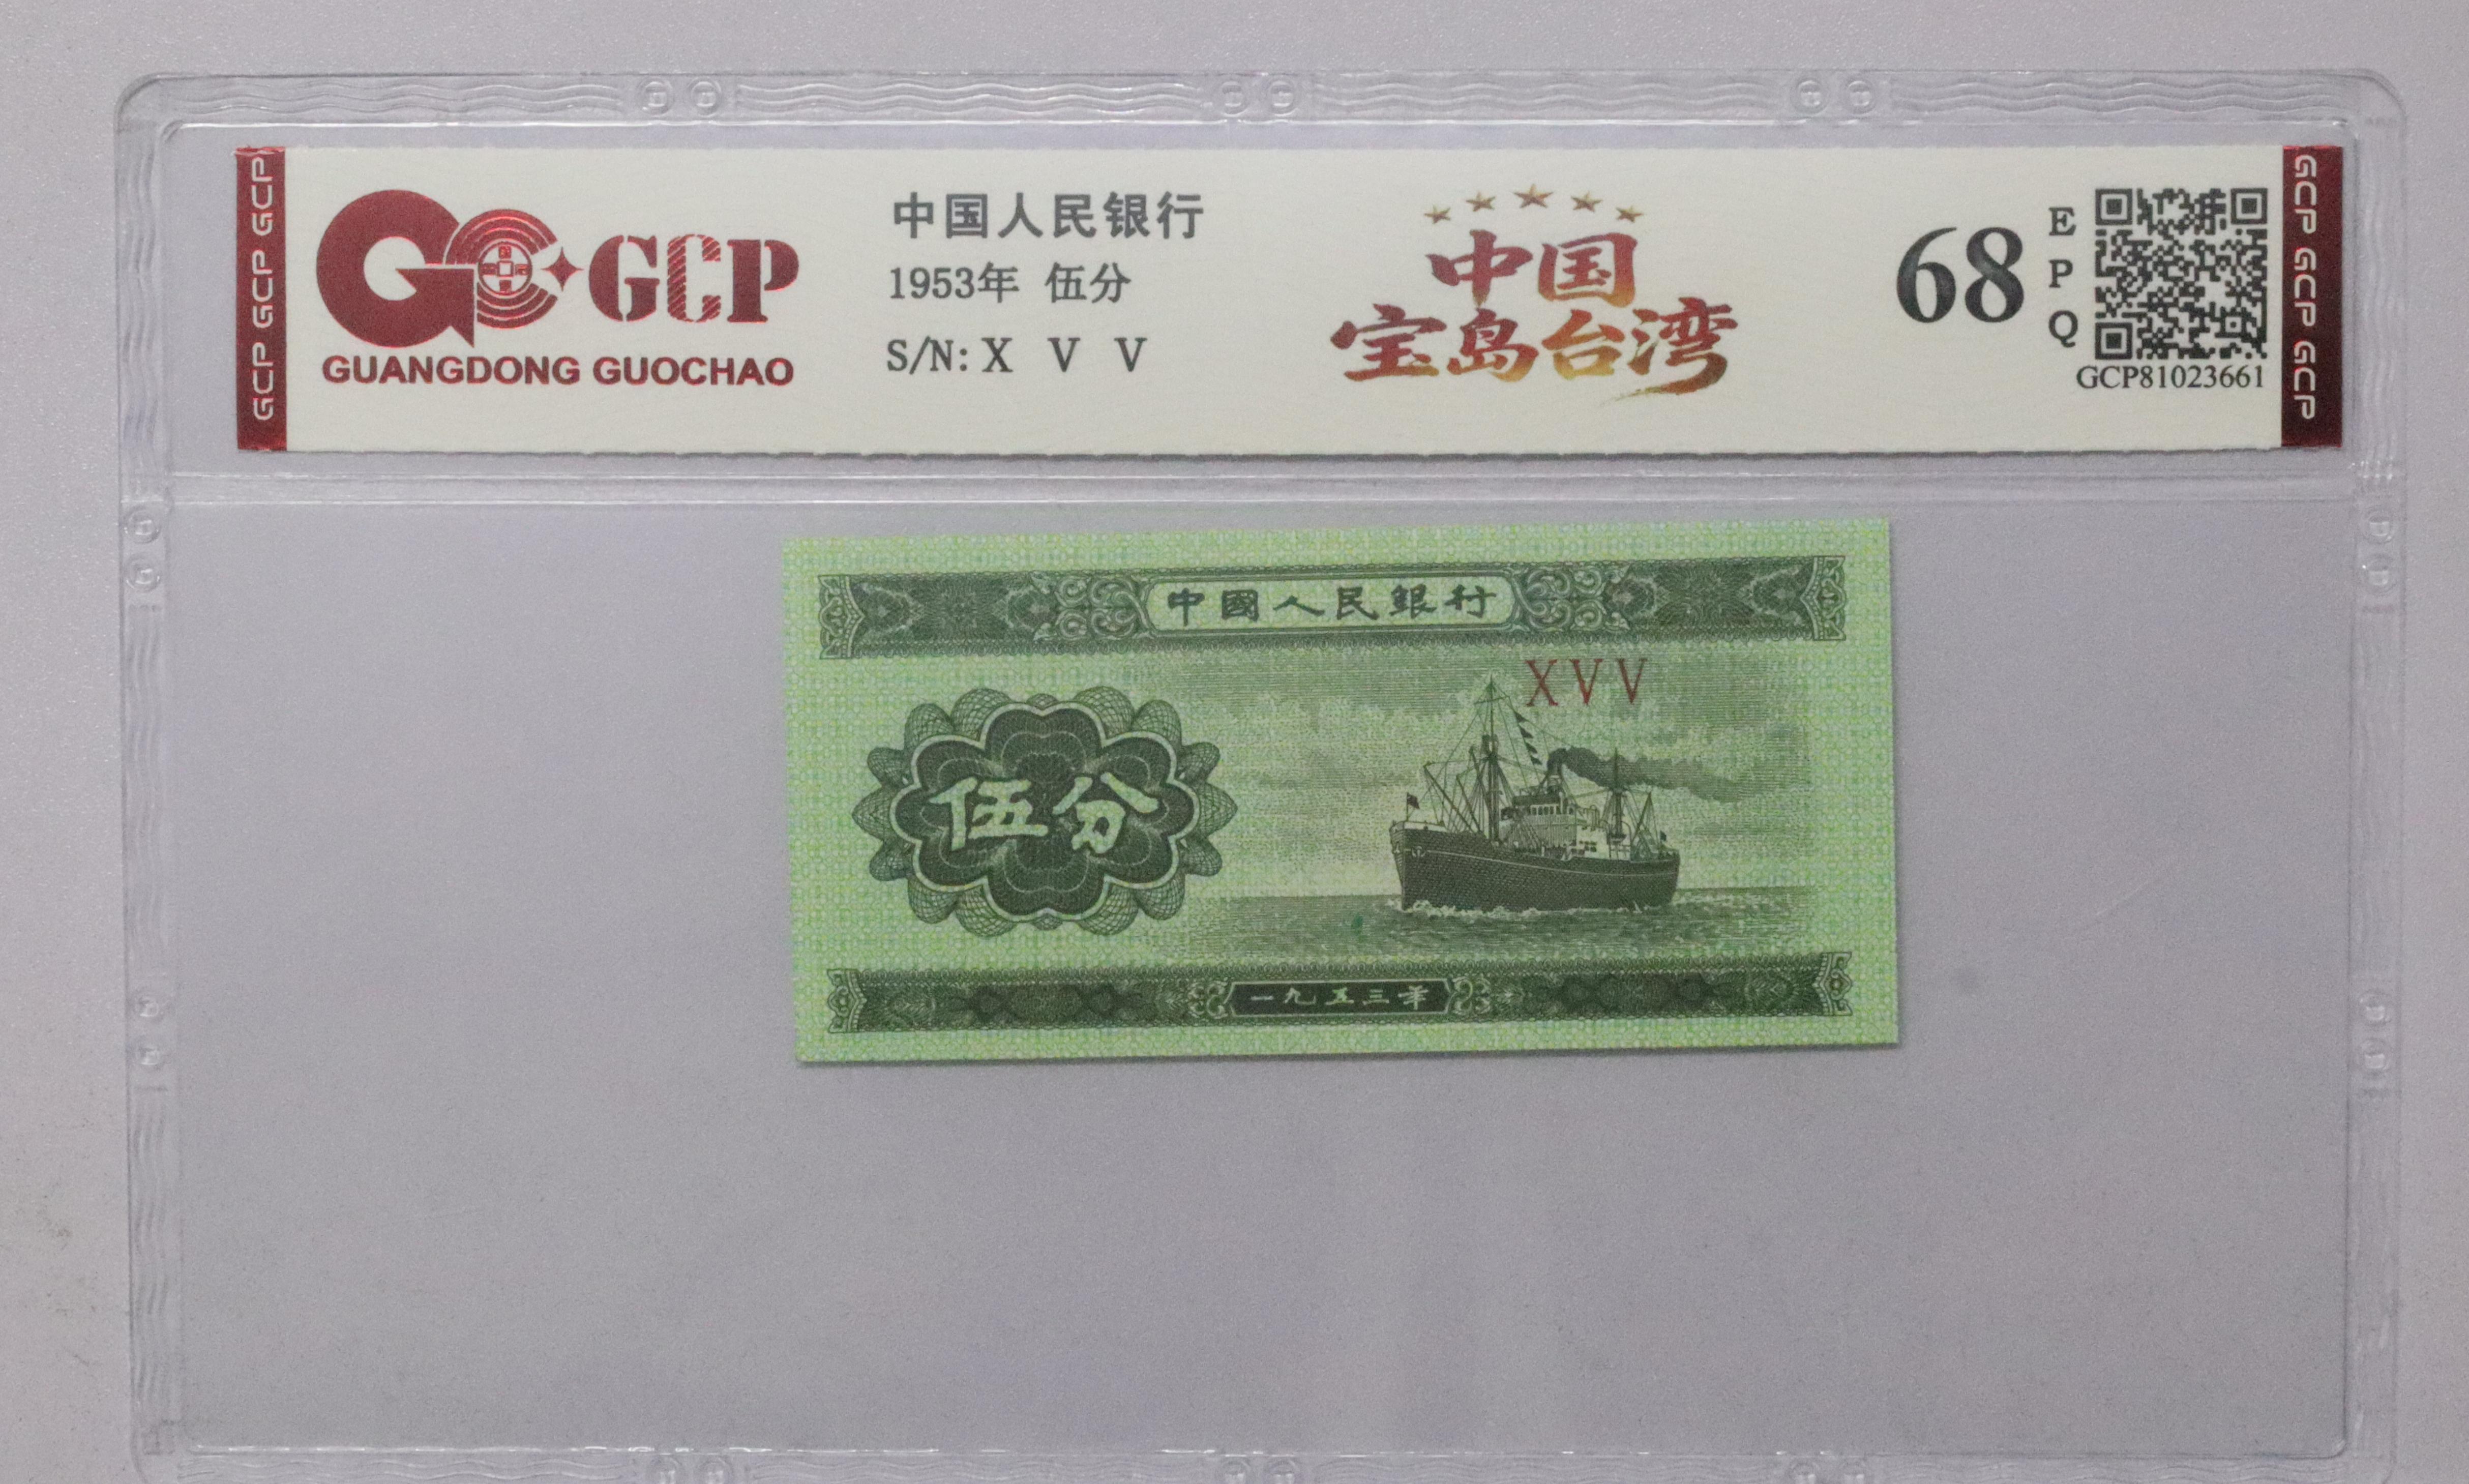 GCP GCP GCP
GCP
GUANGDONG GUOCHAO
中国人民银行
1953年 伍分
S/N: X V V
中国
宝岛台湾
68
E
P
Q
GCP81023661
GCP GCP GCP
中國人民銀行
XVV
伍分
一九五三年